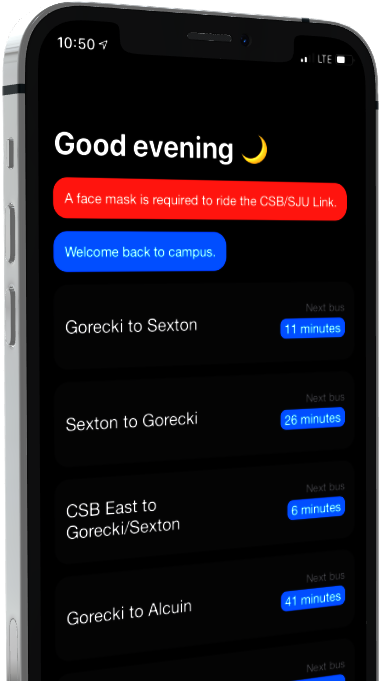 10:50
LTE
Good evening 🌙
A face mask is required to ride the CSB/SJU Link.
Welcome back to campus.
Next bus
Gorecki to Sexton
11 minutes
Next bus
Sexton to Gorecki
26 minutes
Next bus
CSB East to
Gorecki/Sexton
6 minutes
Next bus
Gorecki to Alcuin
41 minutes
Next bus